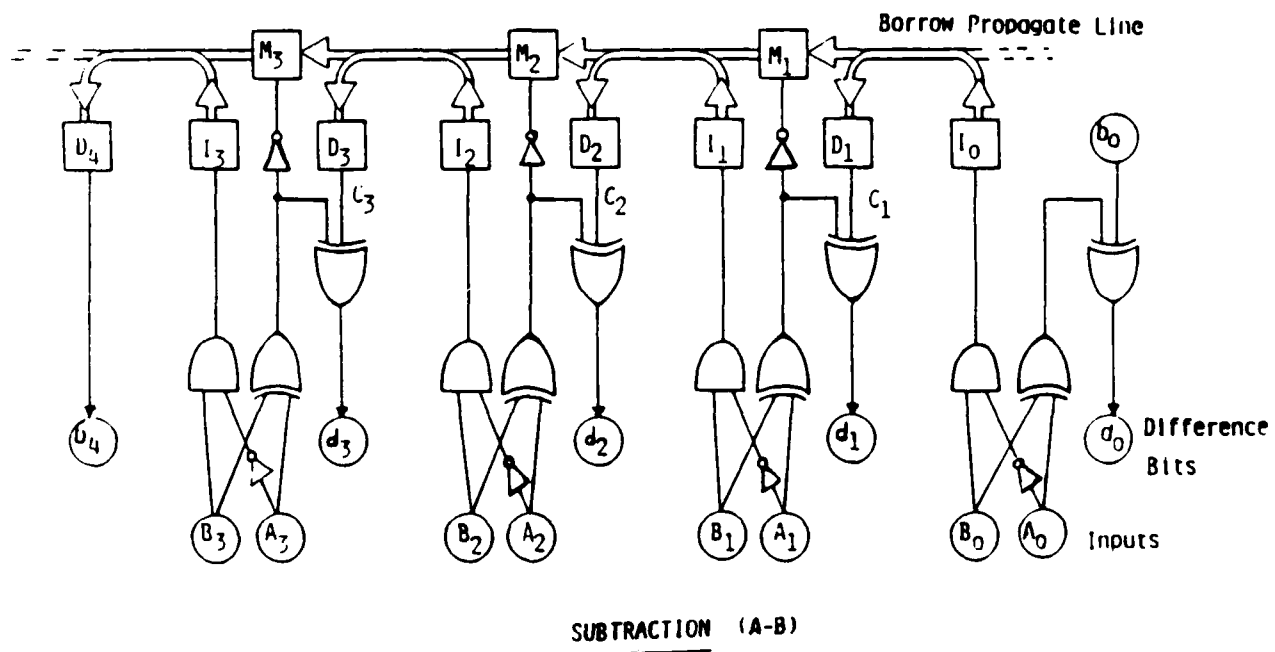 Borrow Propagate Line
M3 M2 M1
D4 I3 D3 I2 D2 I1 D1 I0 b0
C3 C2 C1
b4 d3 d2 d1 d0 Difference
Bits
B3 A3 B2 A2 B1 A1 B0 A0 Inputs
SUBTRACTION (A-B)